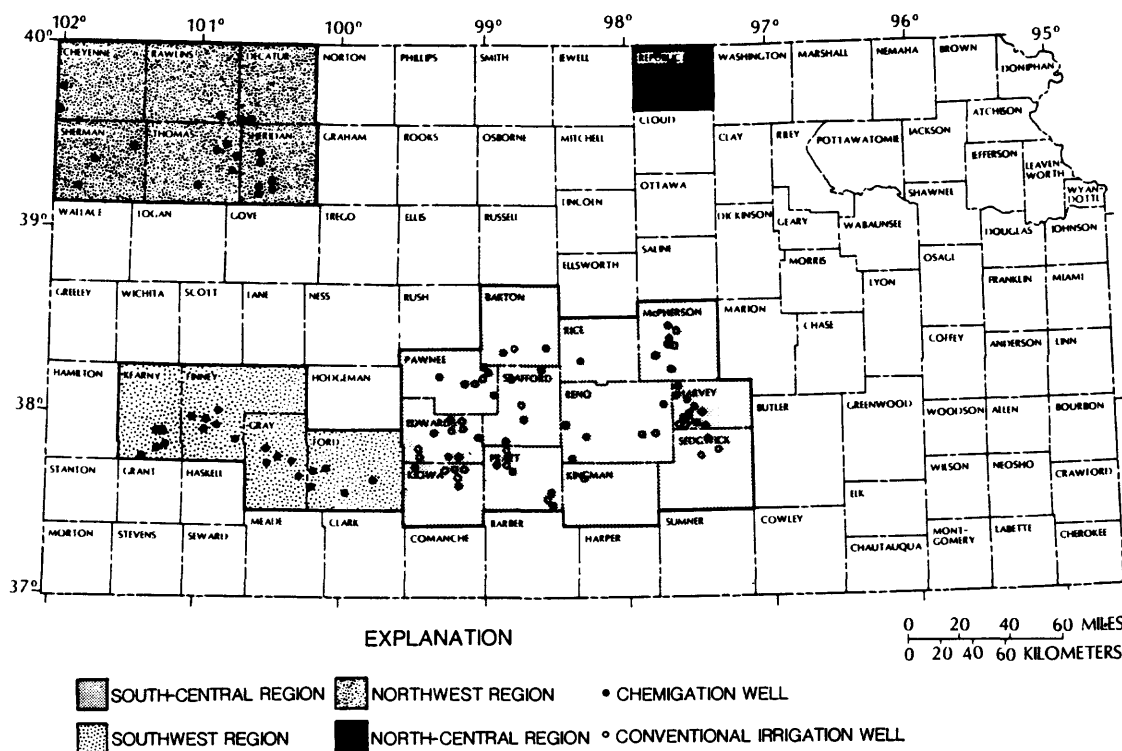 102° 101° 100° 99° 98° 97° 96° 95°
40°
CHEYENNE RAWLINS DECATUR NORTON PHILLIPS SMITH JEWELL REPUBLIC WASHINGTON MARSHALL NEMAHA BROWN
DONIPHAN
CLOUD ATCHISON
SHERMAN THOMAS SHERIDAN GRAHAM ROOKS OSBORNE MITCHELL CLAY RILEY POTTAWATOMIE JACKSON
JEFFERSON LEAVEN-
WORTH
OTTAWA SHAWNEE WYAN-
DOTTE
39°
WALLACE LOGAN GOVE TREGO ELLIS RUSSELL LINCOLN DICKINSON GEARY WABAUNSEE DOUGLAS JOHNSON
SALINE
ELLSWORTH MORRIS OSAGE
LYON FRANKLIN MIAMI
GREELEY WICHITA SCOTT LANE NESS RUSH BARTON
McPHERSON MARION
RICE CHASE COFFEY ANDERSON LINN
PAWNEE
HAMILTON KEARNY FINNEY HODGEMAN STAFFORD
38°
RENO HARVEY BUTLER GREENWOOD WOODSON ALLEN BOURBON
GRAY EDWARDS
FORD SEDGWICK
PRATT
STANTON GRANT HASKELL KIOWA KINGMAN WILSON NEOSHO CRAWFORD
ELK
MEADE CLARK BARBER SUMNER COWLEY
MORTON STEVENS SEWARD COMANCHE HARPER MONT-
GOMERY LABETTE CHEROKEE
CHAUTAUQUA
37°
0 20 40 60 MILES
0 20 40 60 KILOMETERS
EXPLANATION
SOUTH-CENTRAL REGION NORTHWEST REGION CHEMIGATION WELL
SOUTHWEST REGION NORTH-CENTRAL REGION CONVENTIONAL IRRIGATION WELL